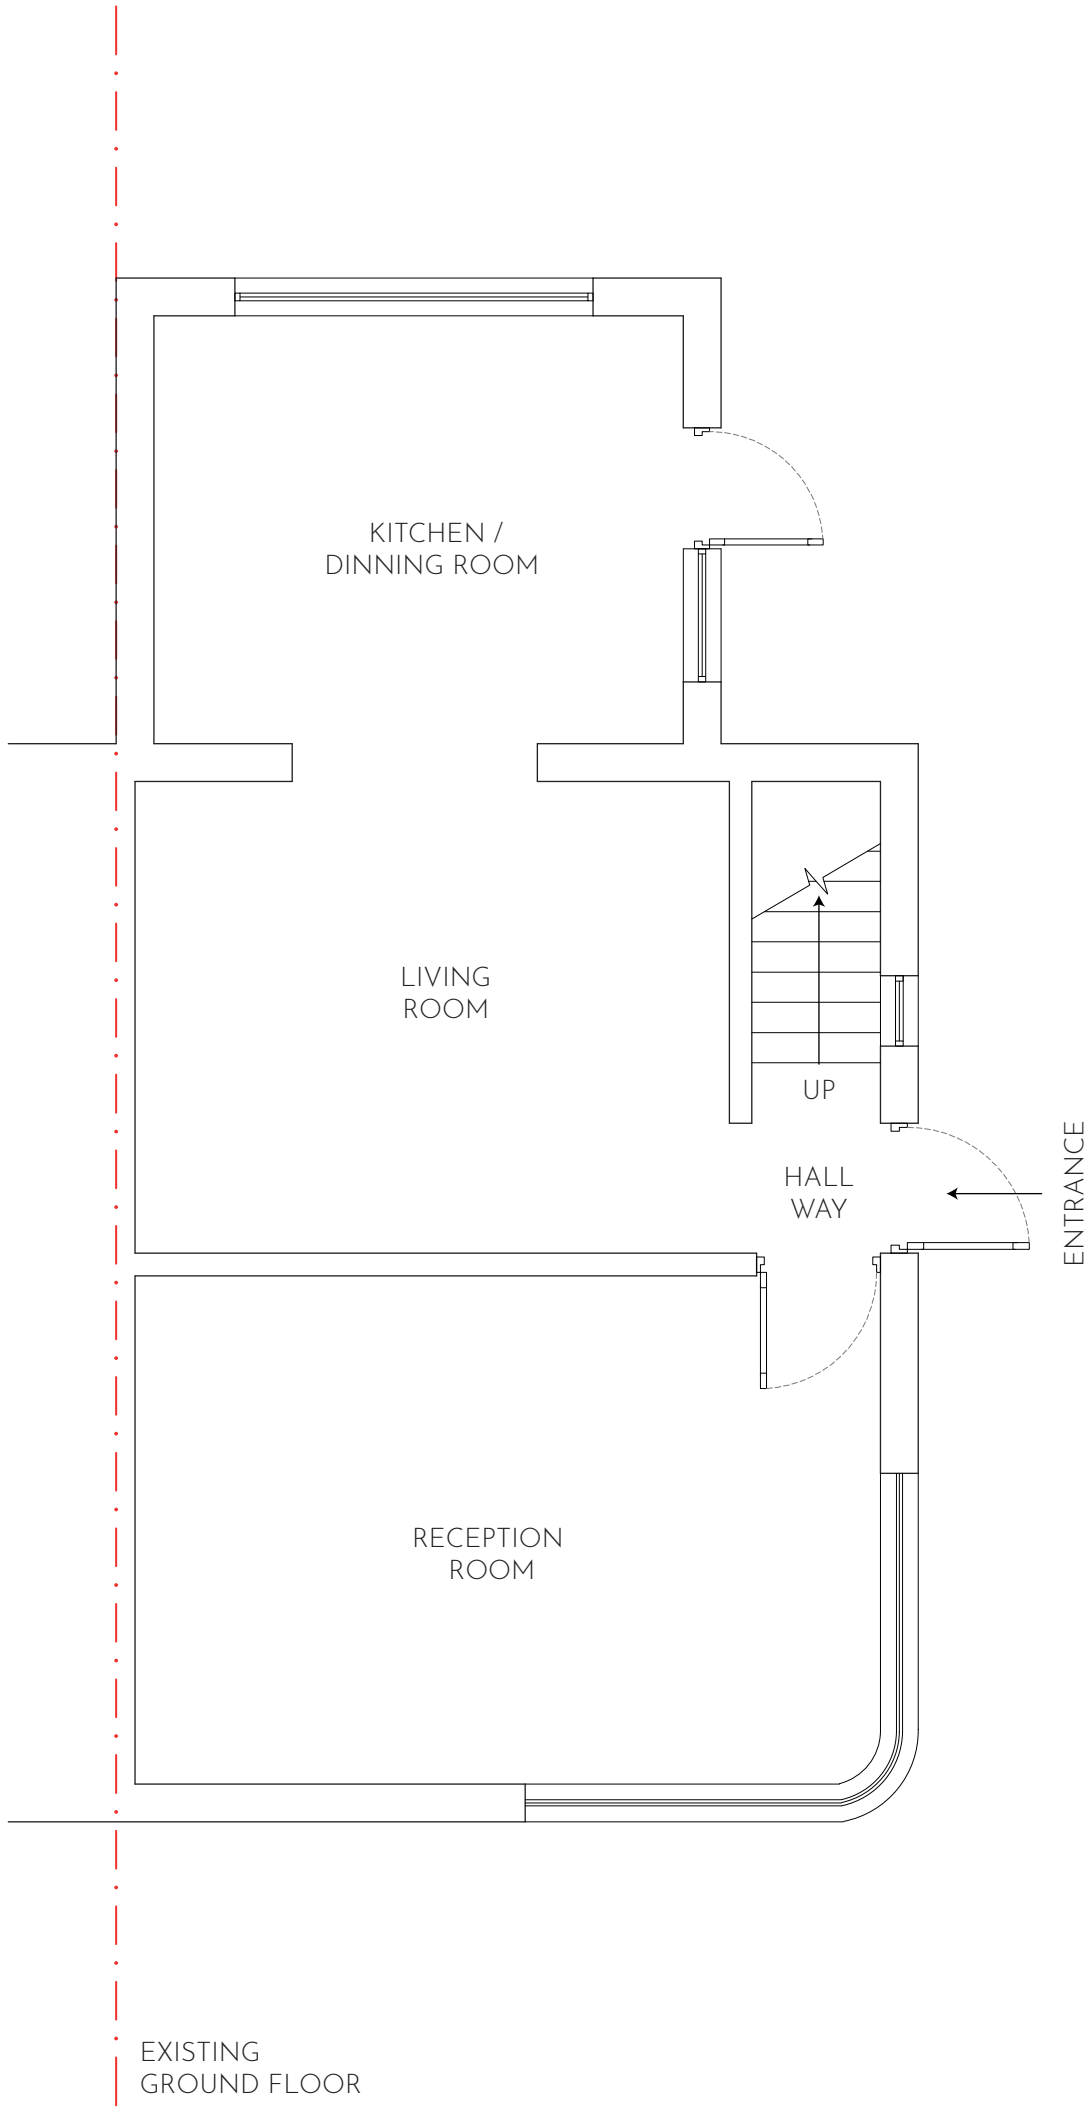 KITCHEN /
DINNING ROOM
LIVING
ROOM
UP
HALL
WAY
ENTRANCE
RECEPTION
ROOM
EXISTING
GROUND FLOOR